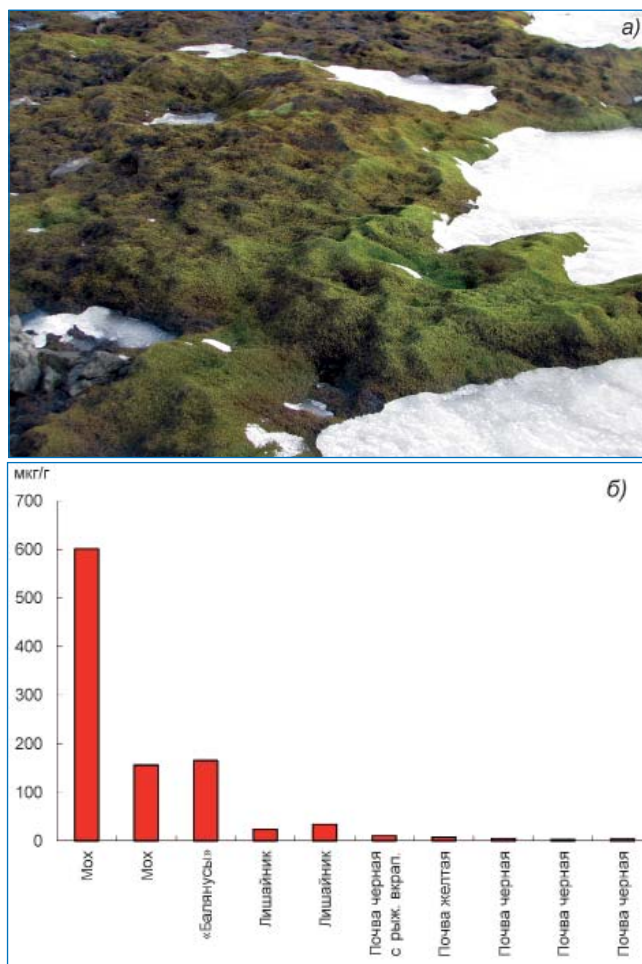 а)
мкг/г
б)
700
600
500
400
300
200
100
0
Мох
Мох
«Балянусы»
Лишайник
Лишайник
Почва черная
с рыж. вкрап.
Почва желтая
Почва черная
Почва черная
Почва черная